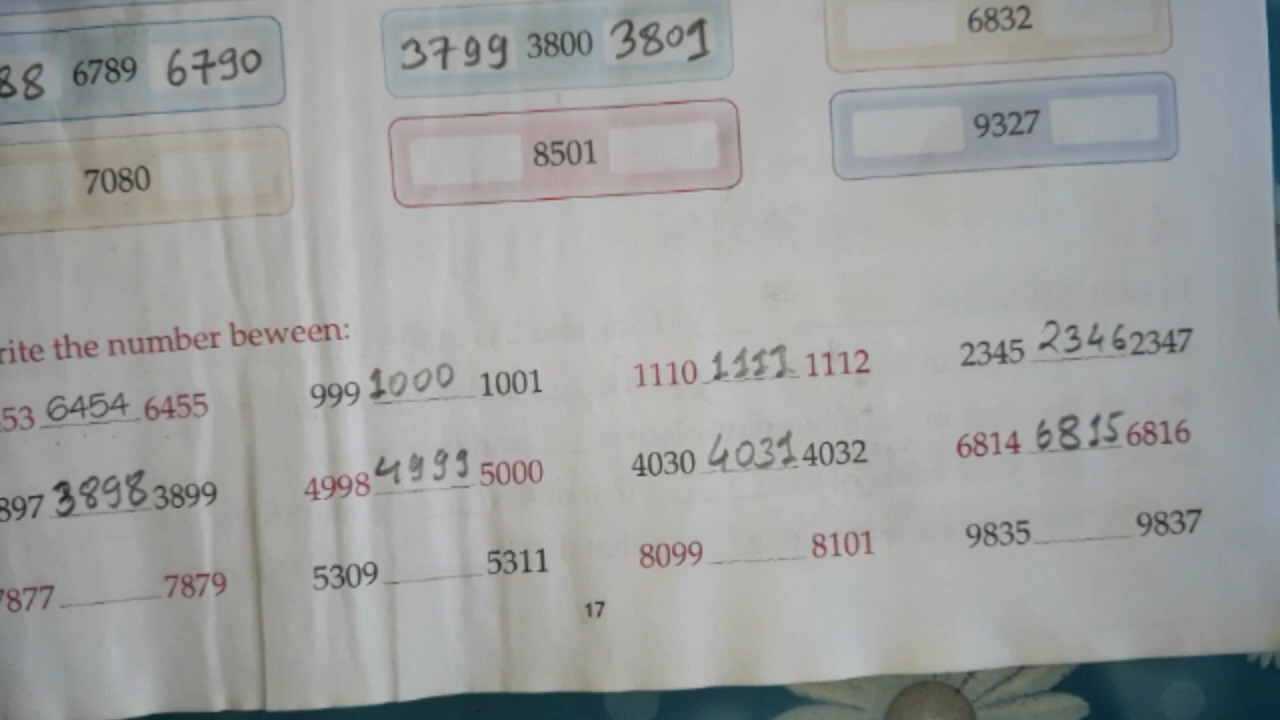 88 6789 6790 3799 3800 3801 6832
7080 8501 9327
rite the number beween:
53 6454 6455 999 1000 1001 1110 1111 1112 2345 2346 2347
897 3898 3899 4998 4999 5000 4030 4031 4032 6814 6815 6816
7877 7879 5309 5311 8099 8101 9835 9837
17